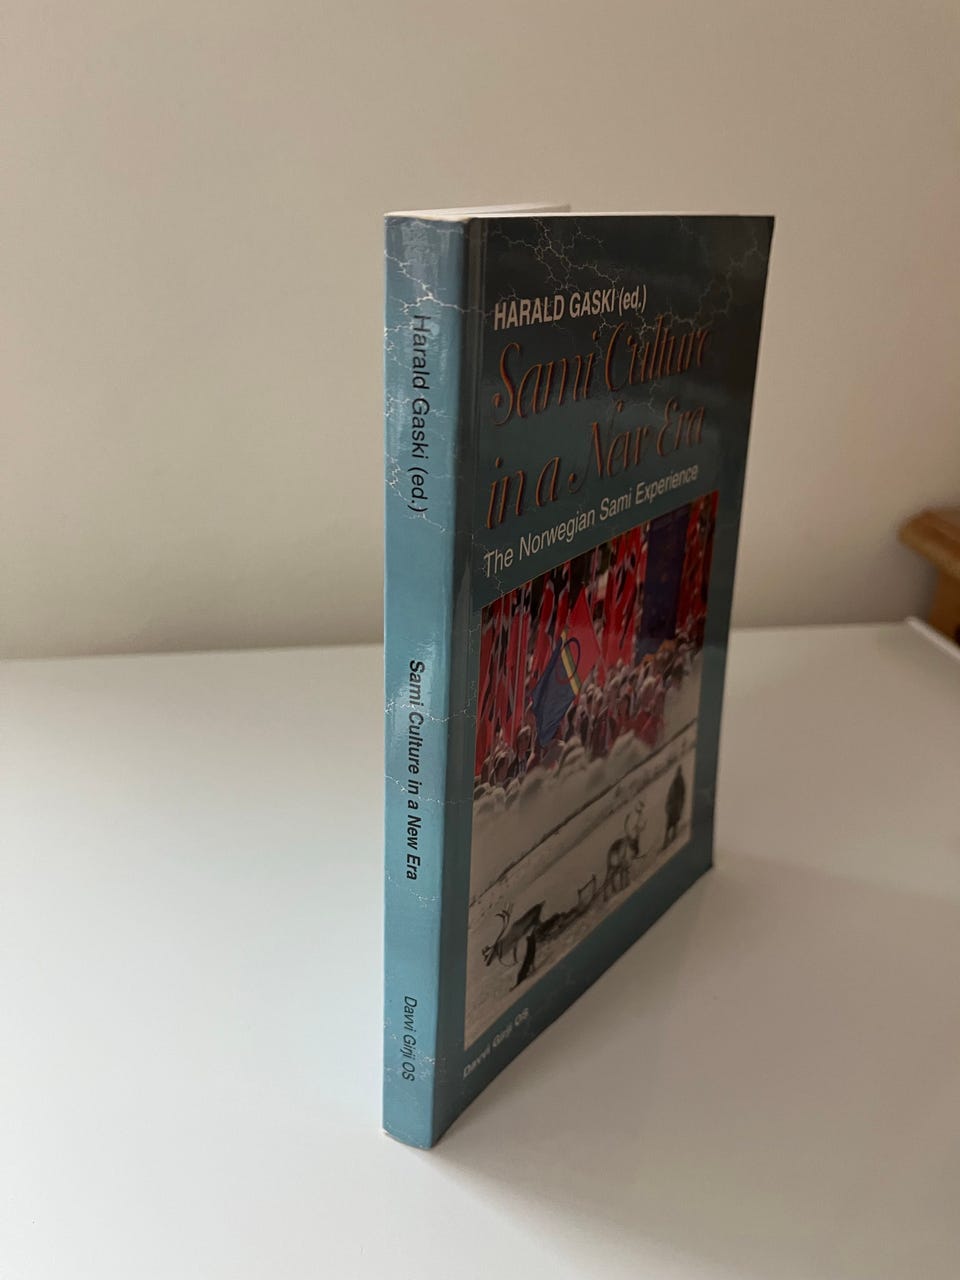 Harald Gaski (ed.)
Sami Culture in a New Era
Davvi Girji OS
HARALD GASKI (ed.)
Sami Culture
in a New Era
The Norwegian Sami Experience
Davvi Girji OS